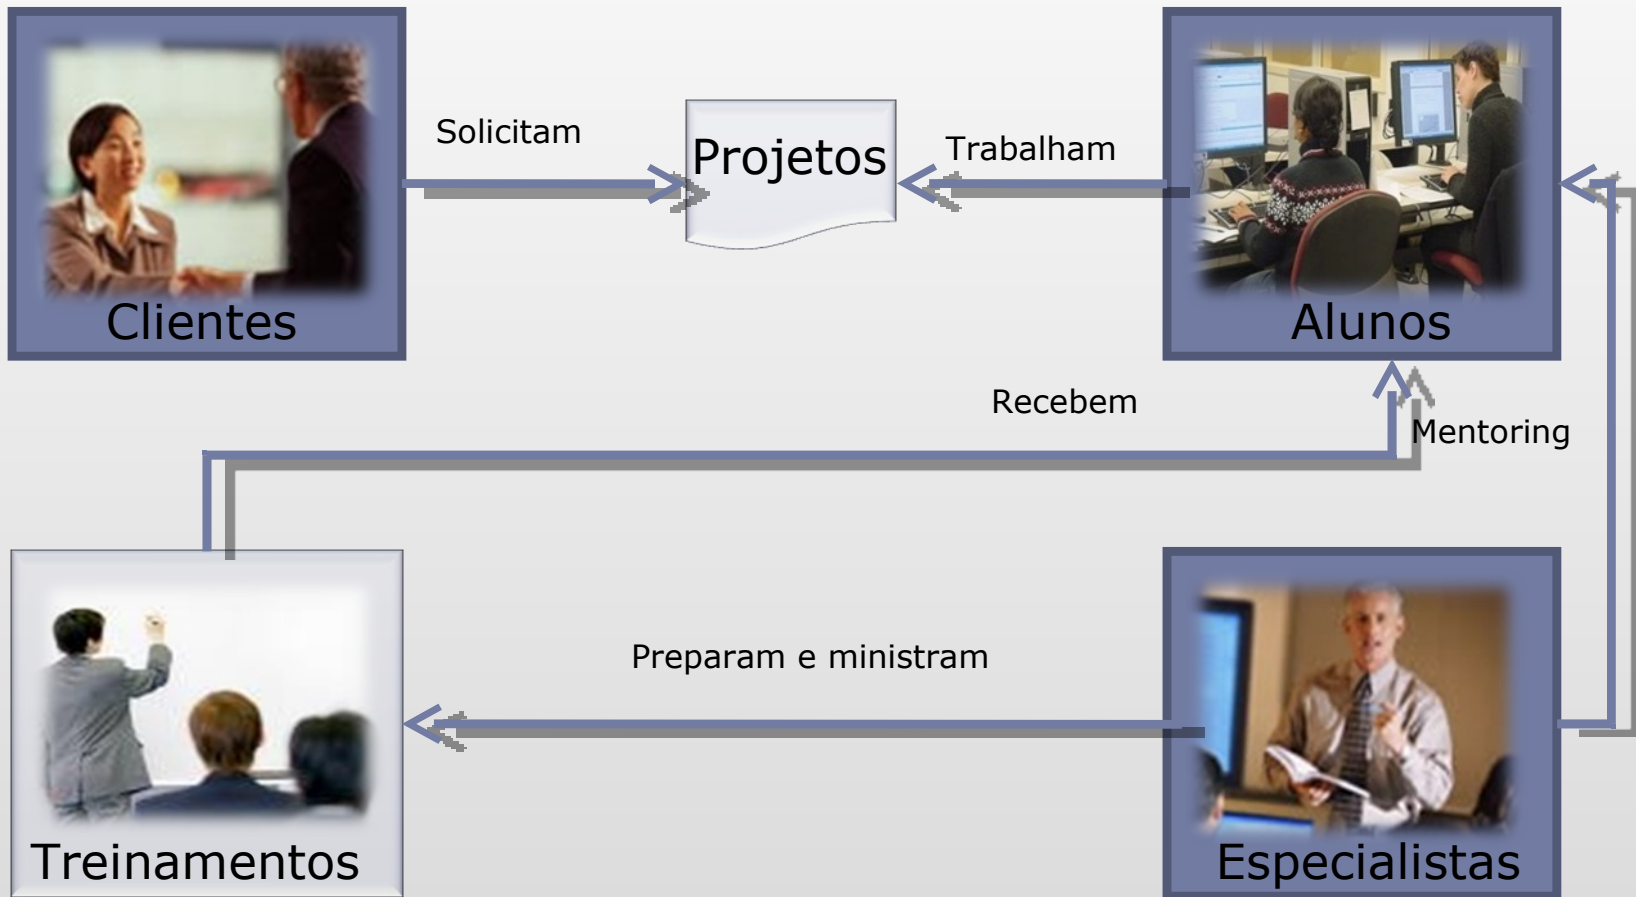 Solicitam
Projetos
Trabalham
Clientes
Alunos
Recebem
Mentoring
Preparam e ministram
Treinamentos
Especialistas